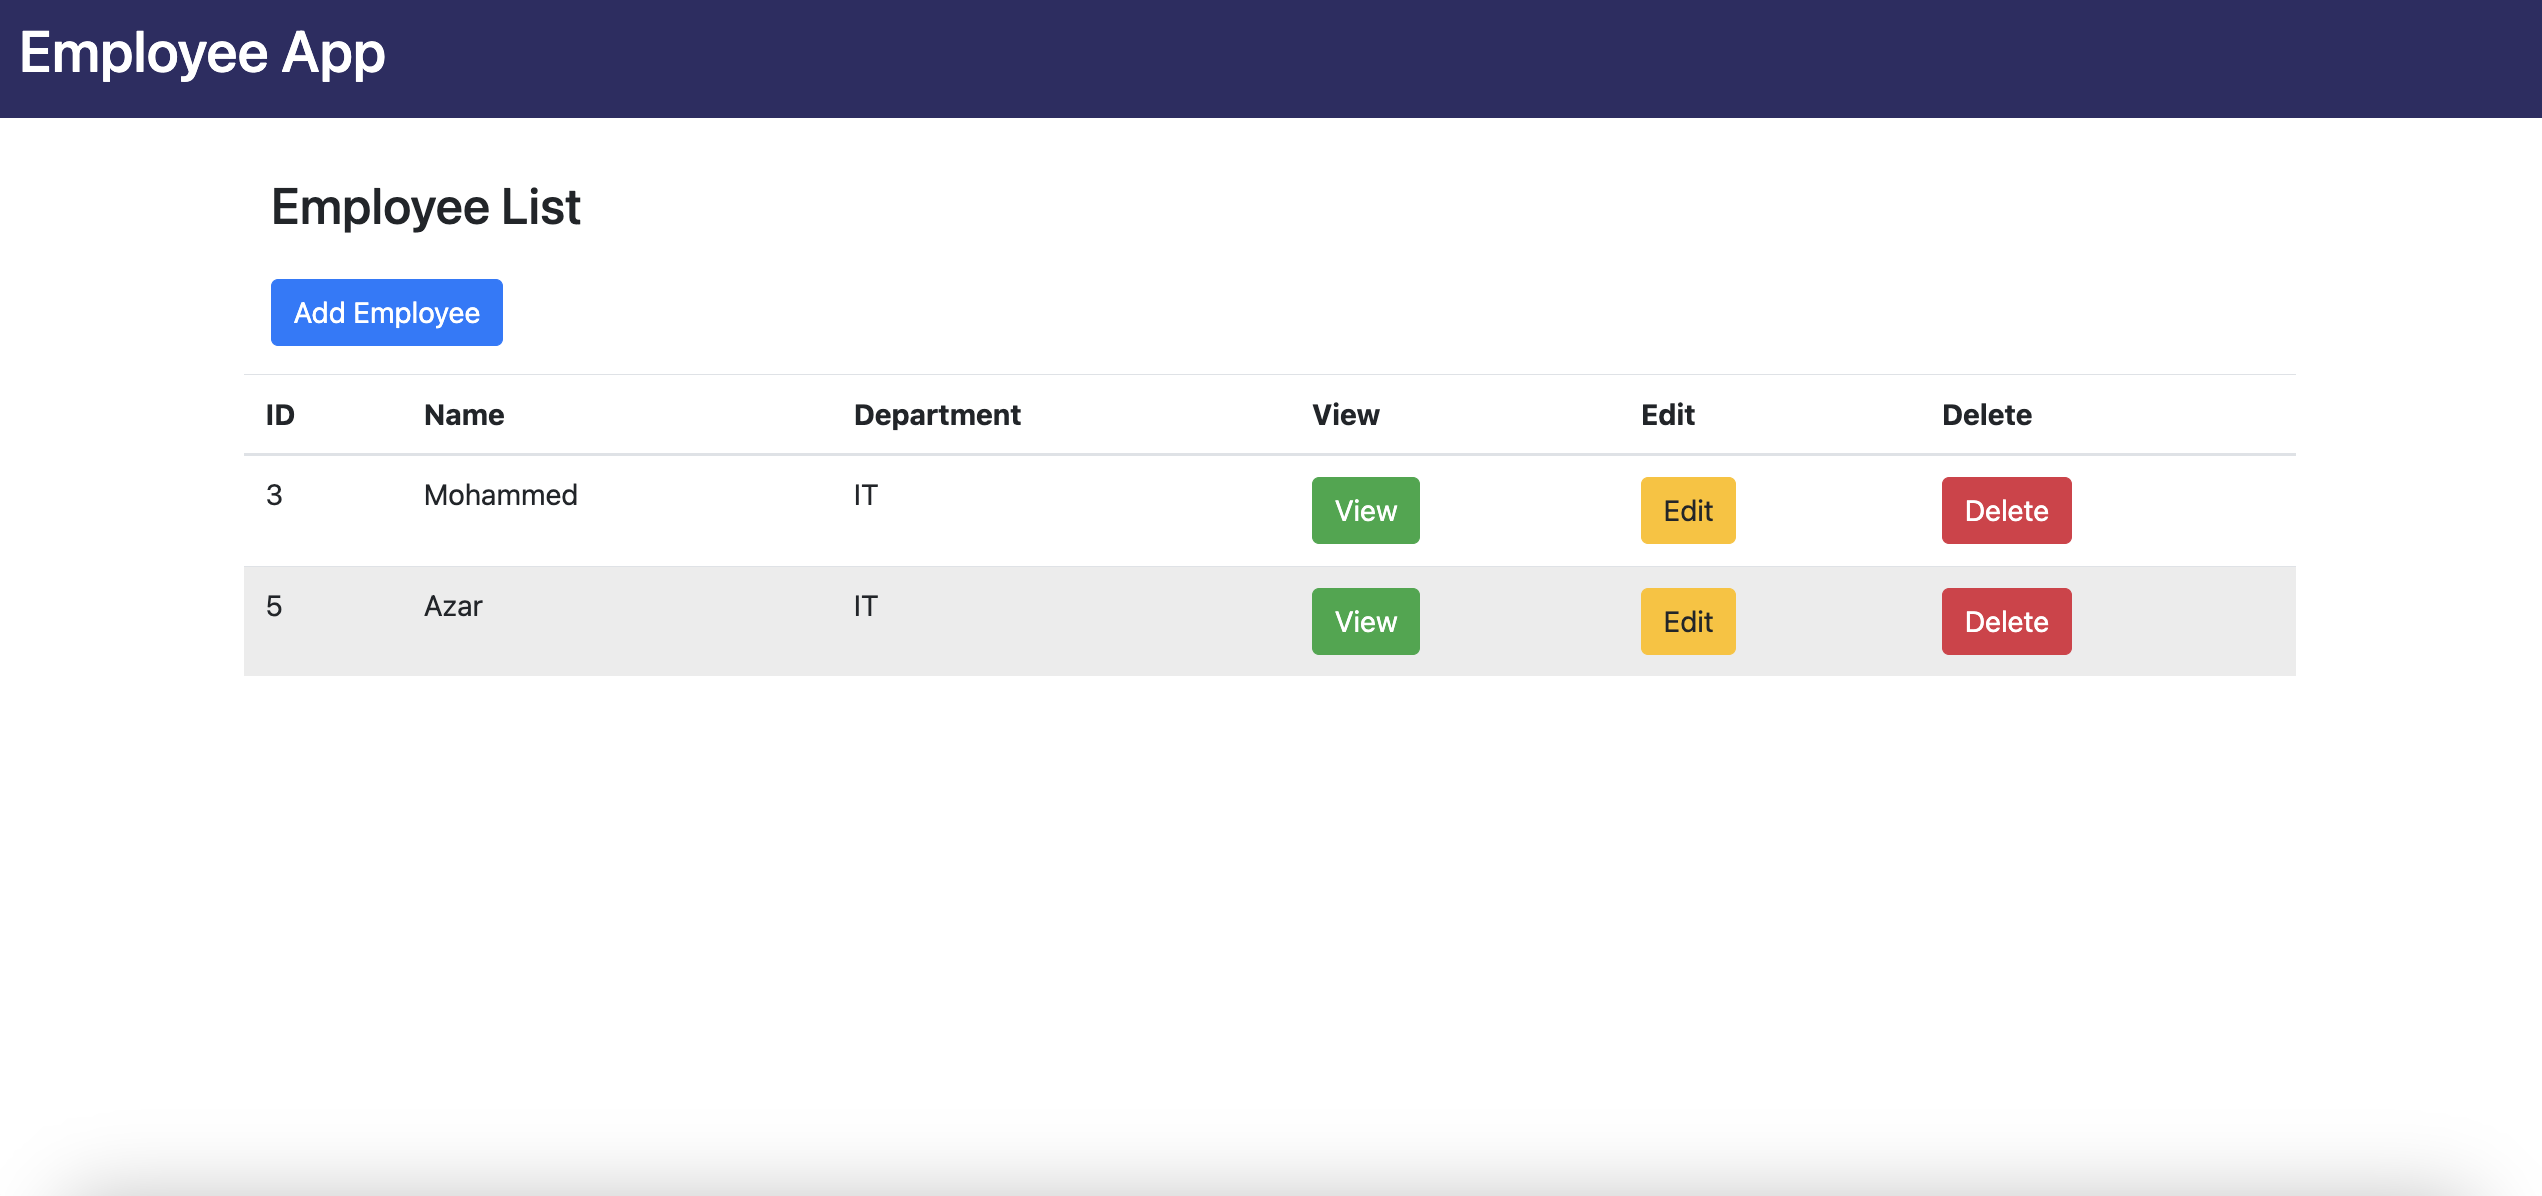 Employee App
Employee List
Add Employee
ID Name Department View Edit Delete
3 Mohammed IT View Edit Delete
5 Azar IT View Edit Delete